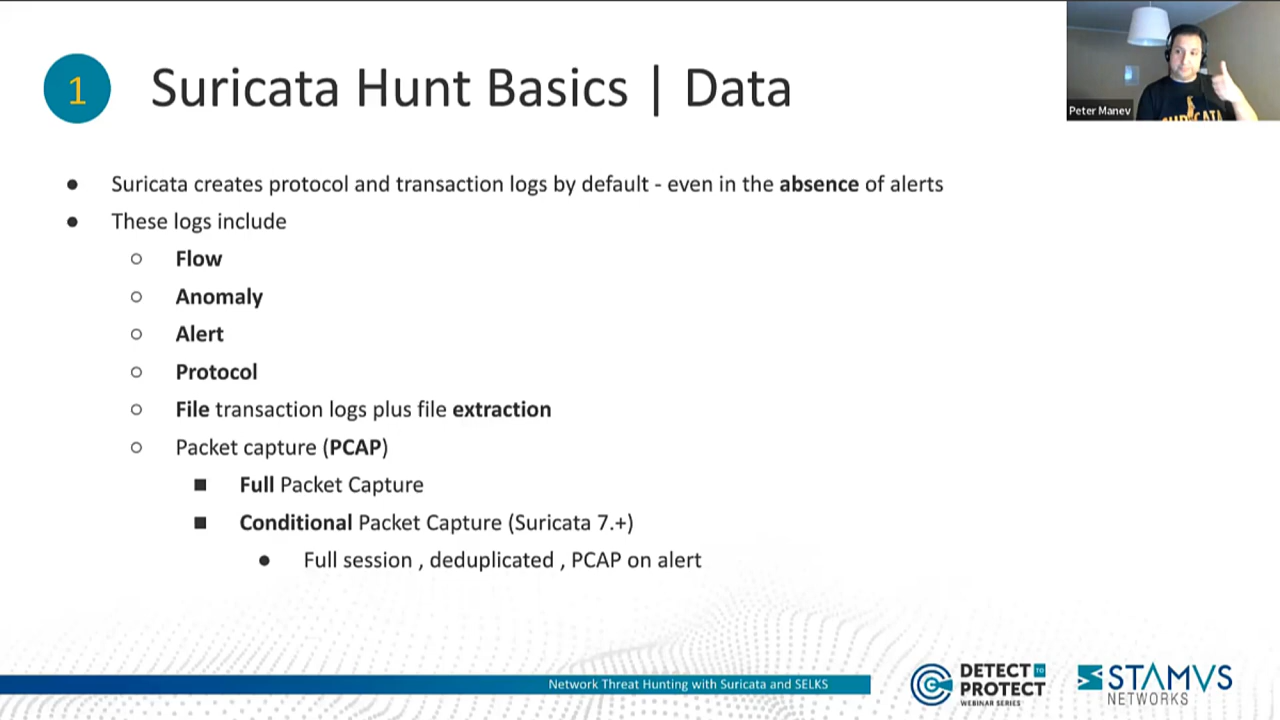 1
Suricata Hunt Basics | Data
Peter Manev
SURICATA
● Suricata creates protocol and transaction logs by default - even in the absence of alerts
● These logs include
○ Flow
○ Anomaly
○ Alert
○ Protocol
○ File transaction logs plus file extraction
○ Packet capture (PCAP)
■ Full Packet Capture
■ Conditional Packet Capture (Suricata 7.+)
● Full session , deduplicated , PCAP on alert
Network Threat Hunting with Suricata and SELKS
DETECT TO
PROTECT
WEBINAR SERIES
STAMVS
NETWORKS